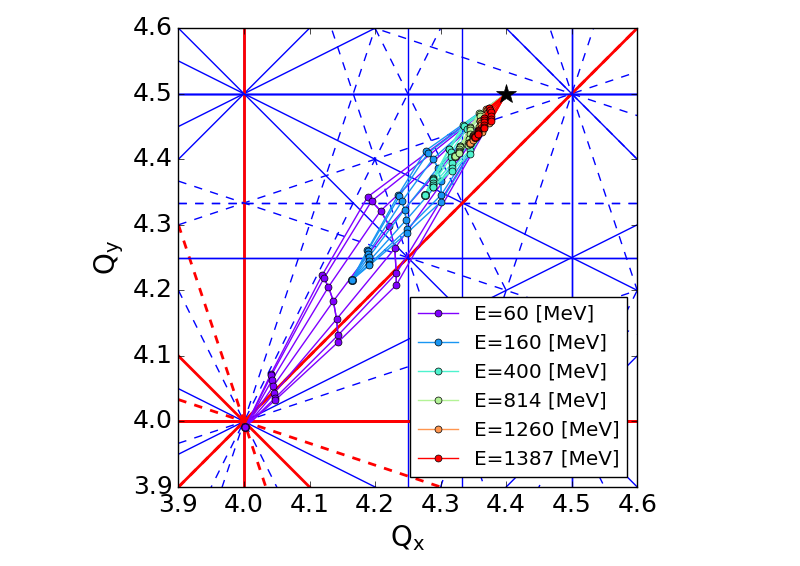 4.6
4.5
4.4
4.3
4.2
4.1
4.0
3.9
Qy
E=60 [MeV]
E=160 [MeV]
E=400 [MeV]
E=814 [MeV]
E=1260 [MeV]
E=1387 [MeV]
3.9 4.0 4.1 4.2 4.3 4.4 4.5 4.6
Qx